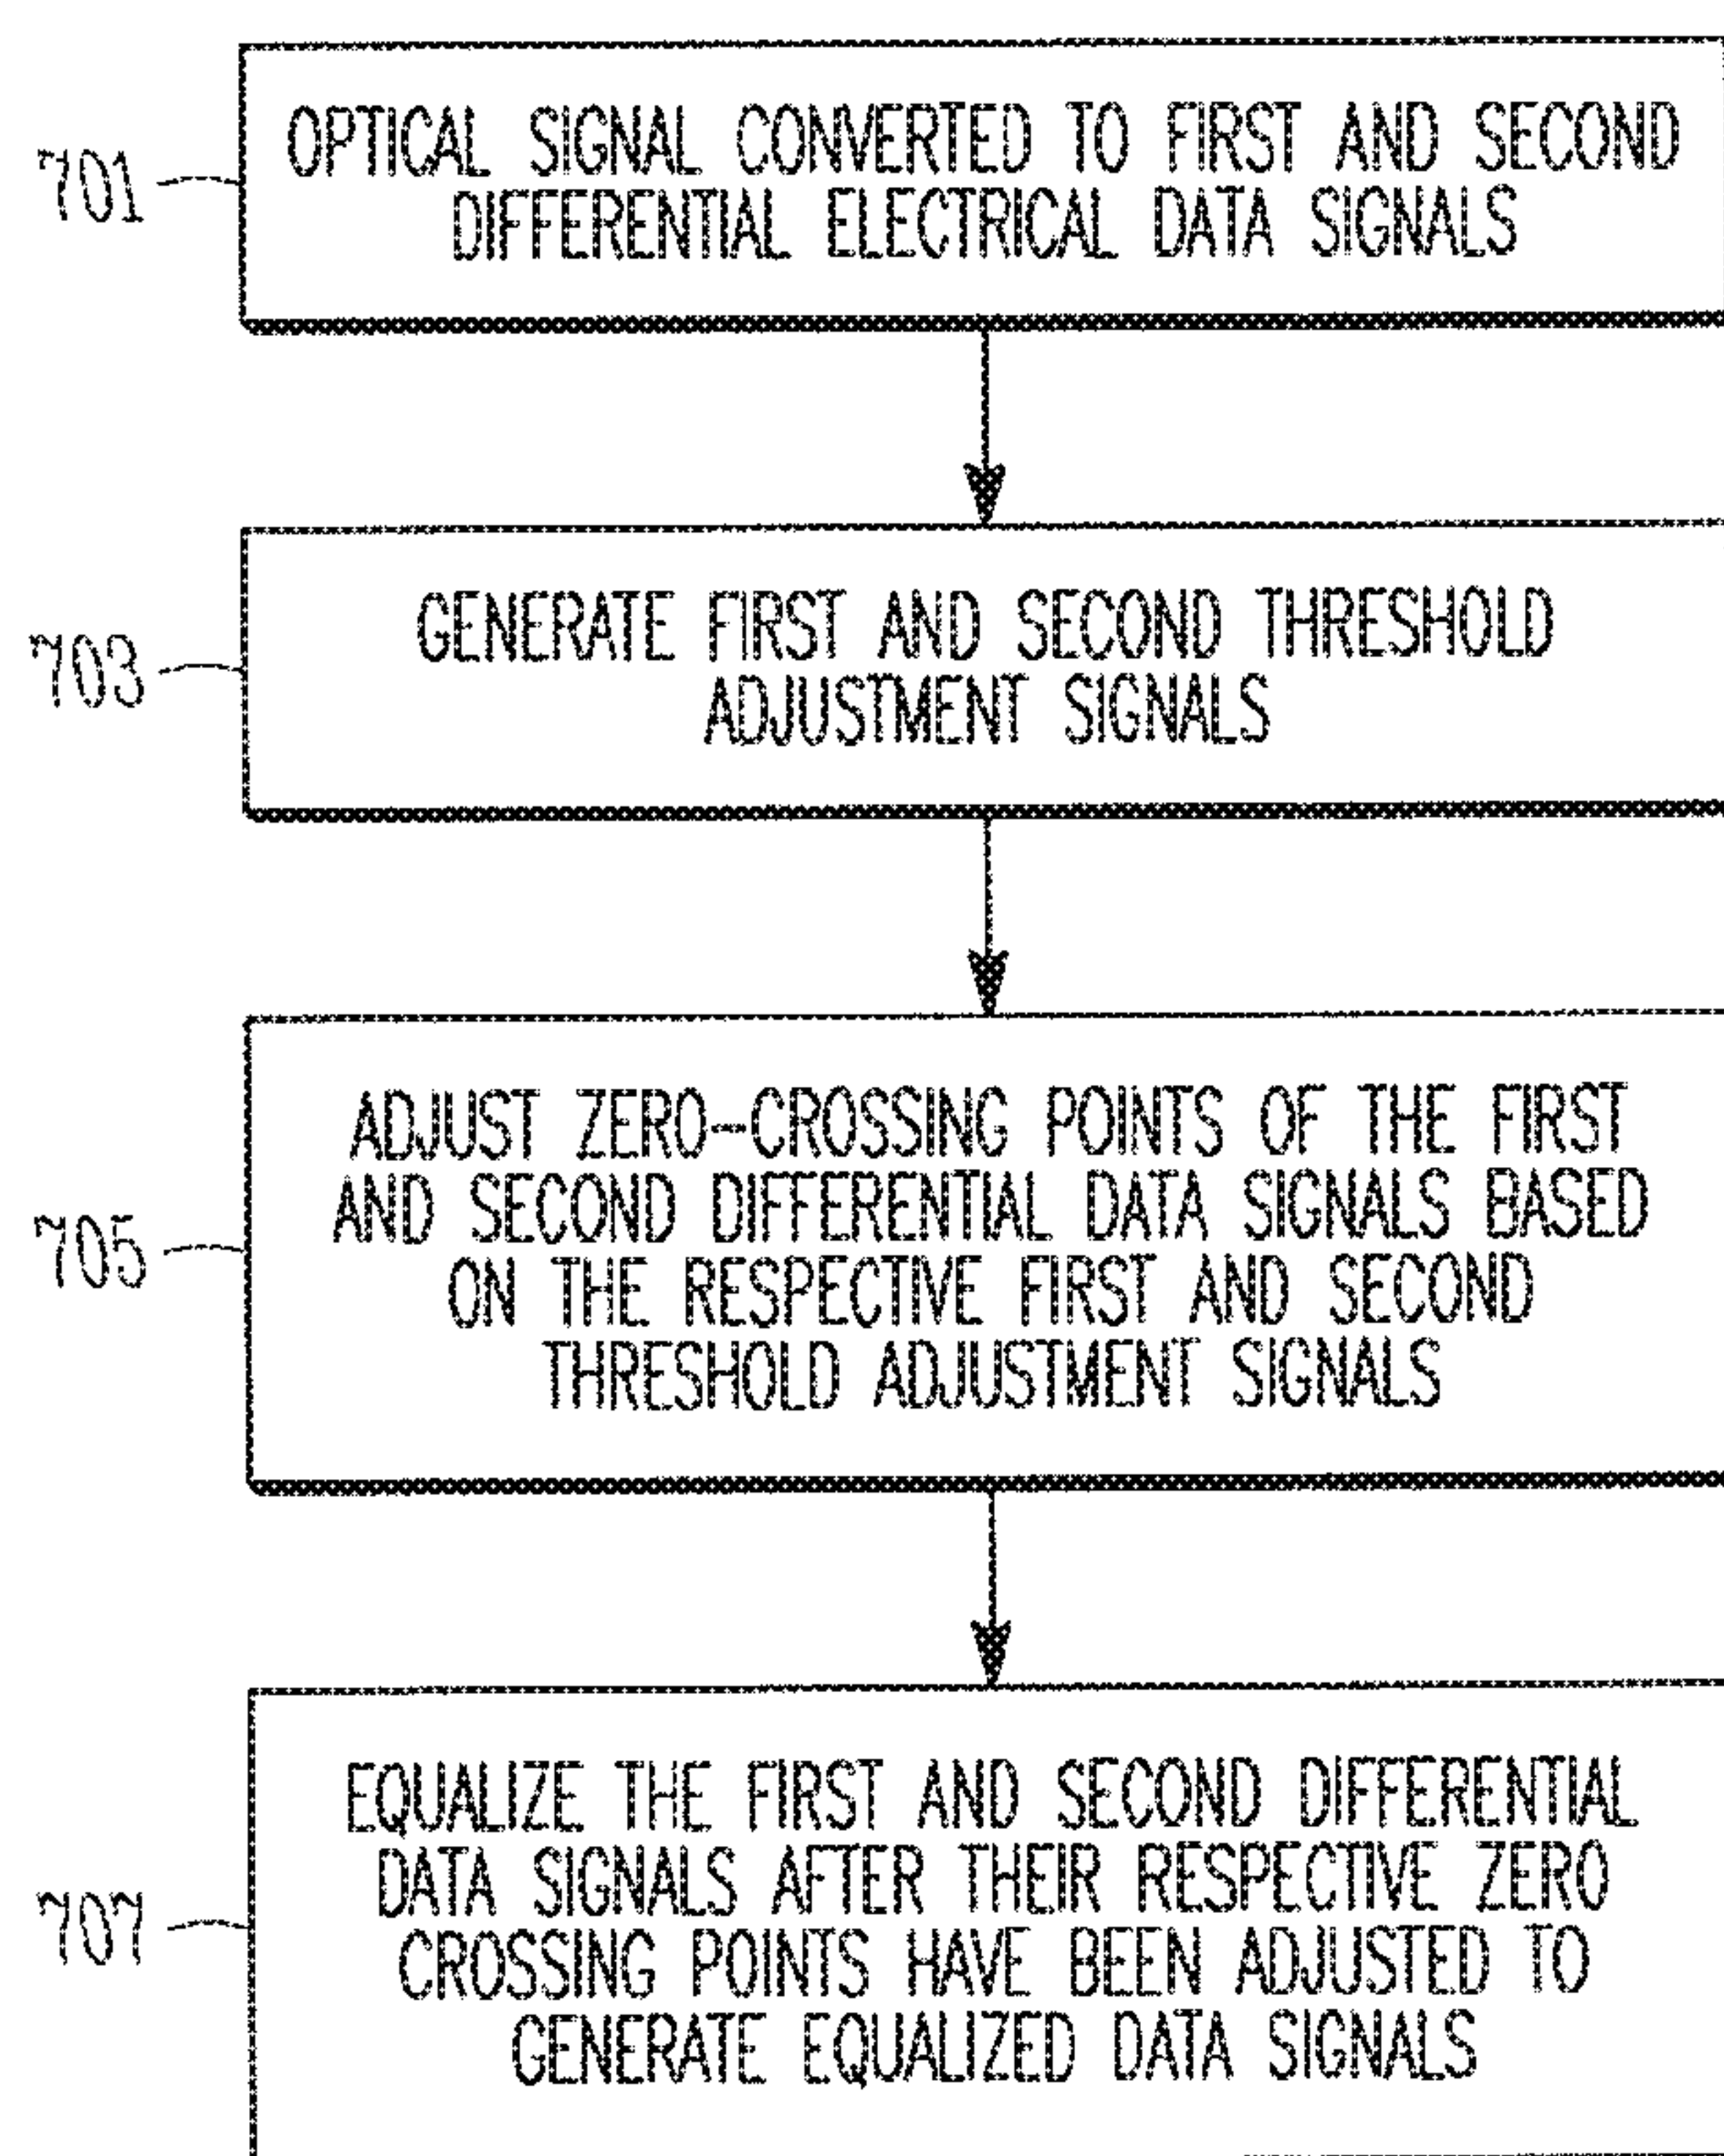 701
OPTICAL SIGNAL CONVERTED TO FIRST AND SECOND
DIFFERENTIAL ELECTRICAL DATA SIGNALS
703
GENERATE FIRST AND SECOND THRESHOLD
ADJUSTMENT SIGNALS
705
ADJUST ZERO-CROSSING POINTS OF THE FIRST
AND SECOND DIFFERENTIAL DATA SIGNALS BASED
ON THE RESPECTIVE FIRST AND SECOND
THRESHOLD ADJUSTMENT SIGNALS
707
EQUALIZE THE FIRST AND SECOND DIFFERENTIAL
DATA SIGNALS AFTER THEIR RESPECTIVE ZERO
CROSSING POINTS HAVE BEEN ADJUSTED TO
GENERATE EQUALIZED DATA SIGNALS